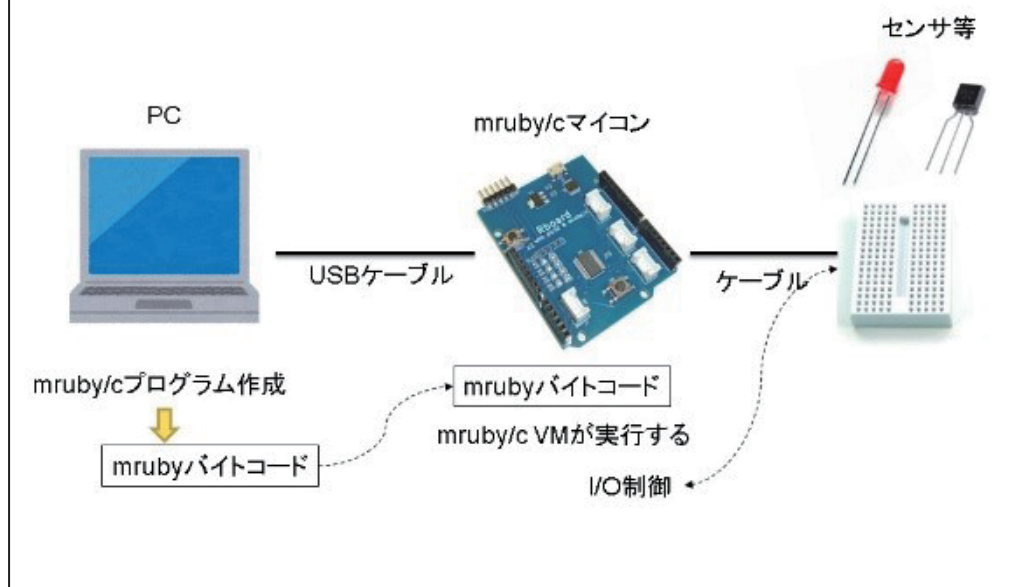 センサ等
PC
mruby/cマイコン
Rboard
USBケーブル
ケーブル
mruby/cプログラム作成
mrubyバイトコード
mrubyバイトコード
mruby/c VMが実行する
I/O制御